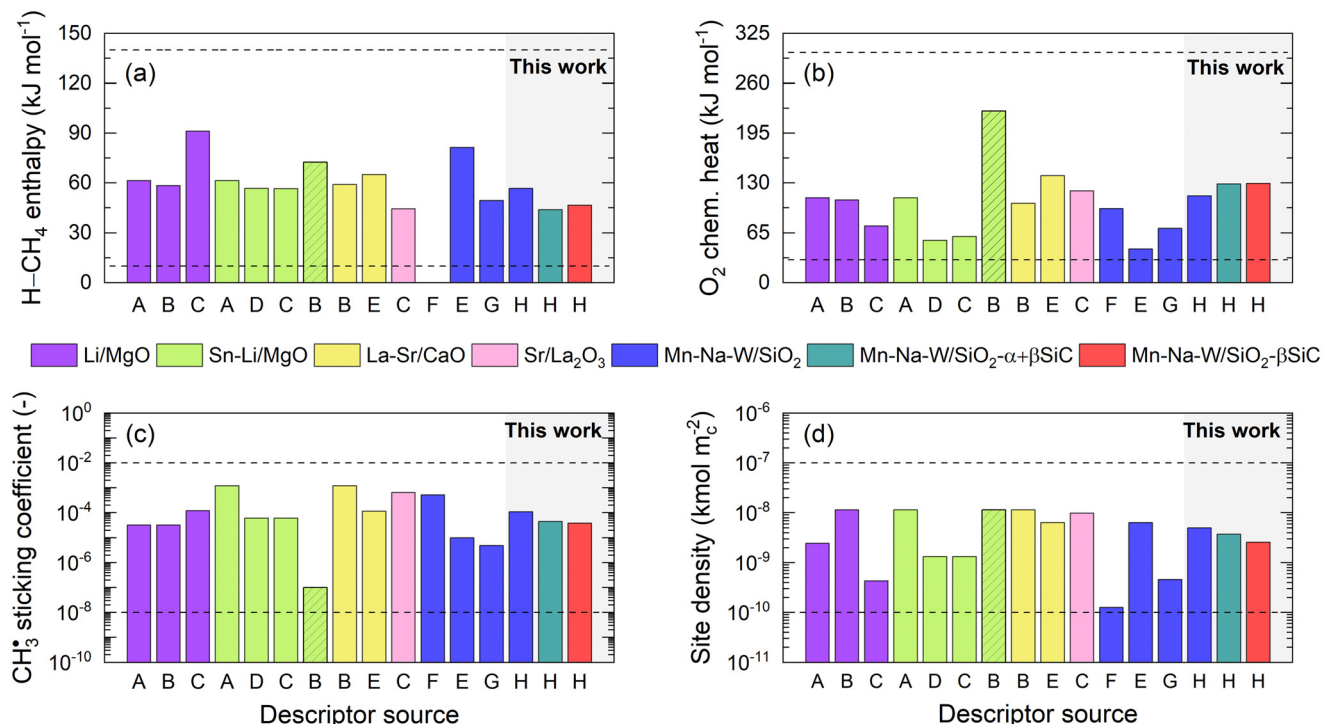 (a)
This work
H–CH₄ enthalpy (kJ mol⁻¹)
150
120
90
60
30
0
A B C A D C B B E C F E G H H H
(b)
This work
O₂ chem. heat (kJ mol⁻¹)
325
260
195
130
65
0
A B C A D C B B E C F E G H H H
Li/MgO Sn-Li/MgO La-Sr/CaO Sr/La₂O₃ Mn-Na-W/SiO₂ Mn-Na-W/SiO₂-α+βSiC Mn-Na-W/SiO₂-βSiC
(c)
This work
CH₃• sticking coefficient (-)
10⁰
10⁻²
10⁻⁴
10⁻⁶
10⁻⁸
10⁻¹⁰
A B C A D C B B E C F E G H H H
Descriptor source
(d)
This work
Site density (kmol m_c⁻²)
10⁻⁶
10⁻⁷
10⁻⁸
10⁻⁹
10⁻¹⁰
10⁻¹¹
A B C A D C B B E C F E G H H H
Descriptor source